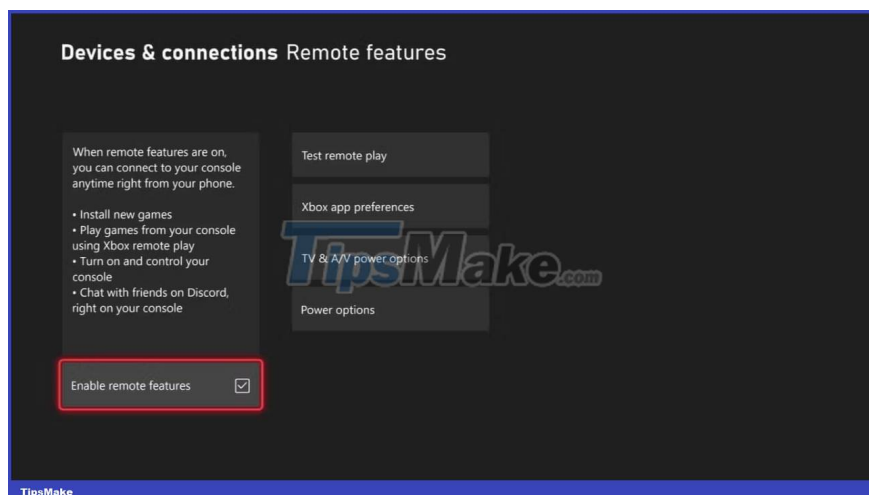 Devices & connections Remote features
When remote features are on,
you can connect to your console
anytime right from your phone.
• Install new games
• Play games from your console
using Xbox remote play
• Turn on and control your
console
• Chat with friends on Discord,
right on your console
Enable remote features
Test remote play
Xbox app preferences
TV & A/V power options
Power options
TipsMake.com
TipsMake